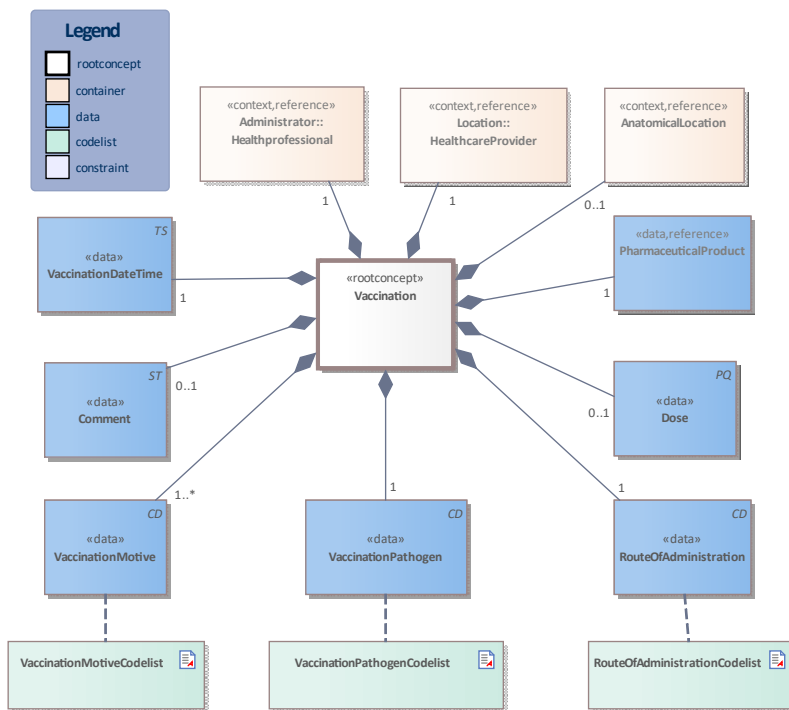 Legend
rootconcept
container
data
codelist
constraint
«context,reference»
Administrator::
Healthprofessional
«context,reference»
Location::
HealthcareProvider
«context,reference»
AnatomicalLocation
1
1
0..1
TS
«data»
VaccinationDateTime
1
«data,reference»
PharmaceuticalProduct
1
«rootconcept»
Vaccination
ST
«data»
Comment
0..1
PQ
«data»
Dose
0..1
1..*
1
1
CD
«data»
VaccinationMotive
CD
«data»
VaccinationPathogen
CD
«data»
RouteOfAdministration
VaccinationMotiveCodelist
VaccinationPathogenCodelist
RouteOfAdministrationCodelist